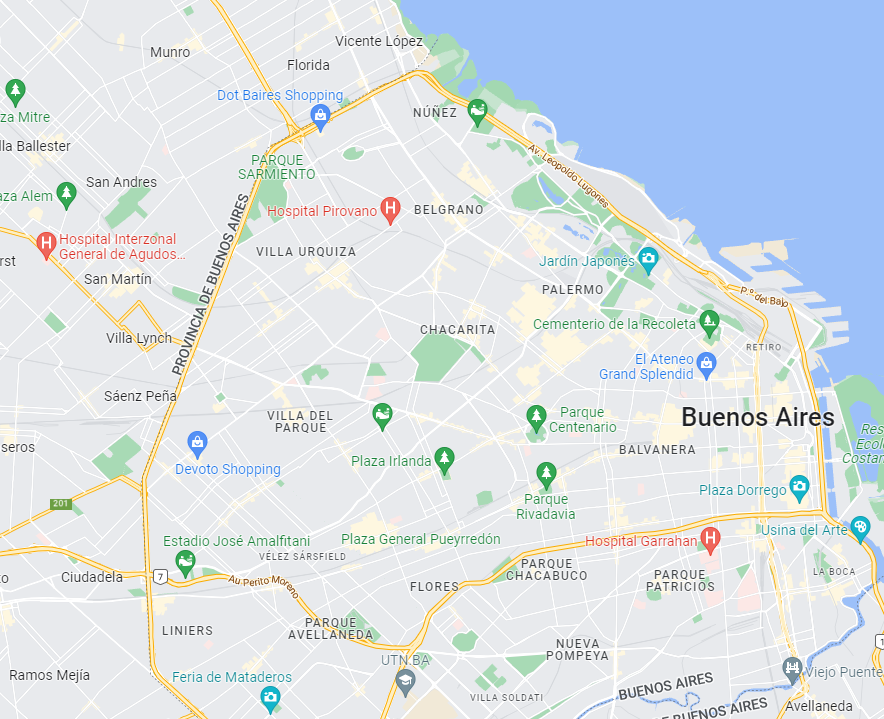 Vicente López
Munro
Florida
Dot Baires Shopping
NÚÑEZ
za Mitre
lla Ballester
Av. Leopoldo Lugones
PARQUE
SARMIENTO
San Andres
aza Alem
Hospital Pirovano
BELGRANO
Hospital Interzonal
General de Agudos...
VILLA URQUIZA
rst
Jardín Japonés
San Martín
PALERMO
P.º del Bajo
PROVINCIA DE BUENOS AIRES
CHACARITA
Cementerio de la Recoleta
Villa Lynch
RETIRO
El Ateneo
Grand Splendid
Sáenz Peña
VILLA DEL
PARQUE
Parque
Centenario
Buenos Aires
Res
Ecol
Costan
seros
BALVANERA
Plaza Irlanda
Devoto Shopping
Plaza Dorrego
Parque
Rivadavia
201
Usina del Arte
Estadio José Amalfitani
Plaza General Pueyrredón
Hospital Garrahan
VÉLEZ SÁRSFIELD
PARQUE
CHACABUCO
LA BOCA
to
Ciudadela
7
Au Perito Moreno
FLORES
PARQUE
PATRICIOS
LINIERS
PARQUE
AVELLANEDA
1
NUEVA
POMPEYA
UTN.BA
Ramos Mejía
Feria de Mataderos
Viejo Puente
BUENOS AIRES
VILLA SOLDATI
E DE BUENOS AIRES
Avellaneda